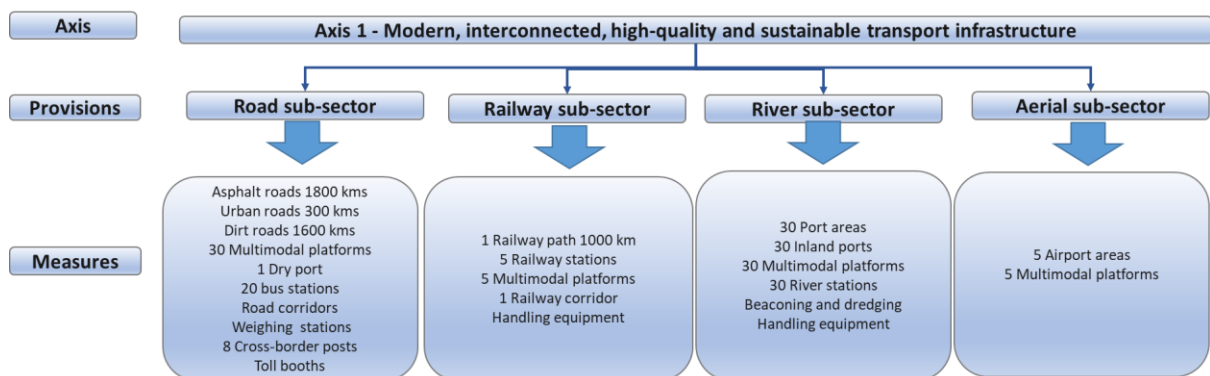 Axis
Axis 1 - Modern, interconnected, high-quality and sustainable transport infrastructure
Provisions
Road sub-sector
Railway sub-sector
River sub-sector
Aerial sub-sector
Measures
Asphalt roads 1800 kms
Urban roads 300 kms
Dirt roads 1600 kms
30 Multimodal platforms
1 Dry port
20 bus stations
Road corridors
Weighing stations
8 Cross-border posts
Toll booths
1 Railway path 1000 km
5 Railway stations
5 Multimodal platforms
1 Railway corridor
Handling equipment
30 Port areas
30 Inland ports
30 Multimodal platforms
30 River stations
Beaconing and dredging
Handling equipment
5 Airport areas
5 Multimodal platforms